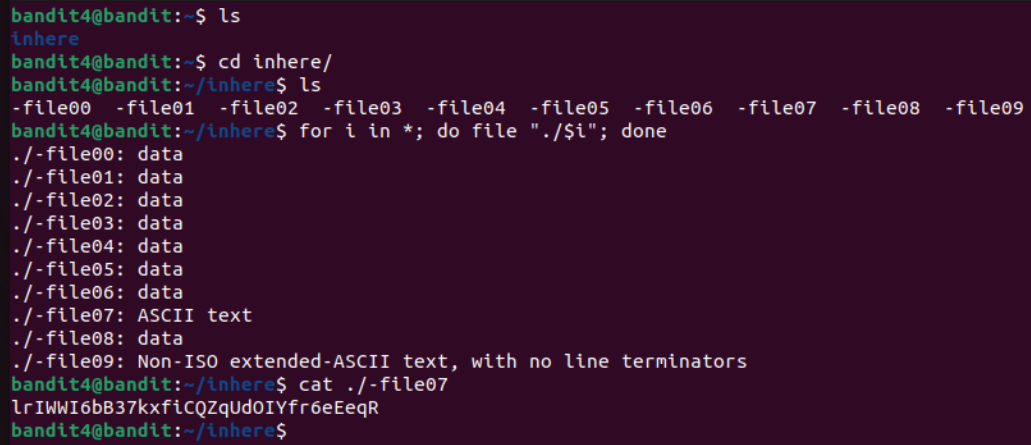 bandit4@bandit:~$ ls
inhere
bandit4@bandit:~$ cd inhere/
bandit4@bandit:~/inhere$ ls
-file00  -file01  -file02  -file03  -file04  -file05  -file06  -file07  -file08  -file09
bandit4@bandit:~/inhere$ for i in *; do file "./$i"; done
./-file00: data
./-file01: data
./-file02: data
./-file03: data
./-file04: data
./-file05: data
./-file06: data
./-file07: ASCII text
./-file08: data
./-file09: Non-ISO extended-ASCII text, with no line terminators
bandit4@bandit:~/inhere$ cat ./-file07
lrIWWI6bB37kxfiCQZqUdOIYfr6eEeqR
bandit4@bandit:~/inhere$